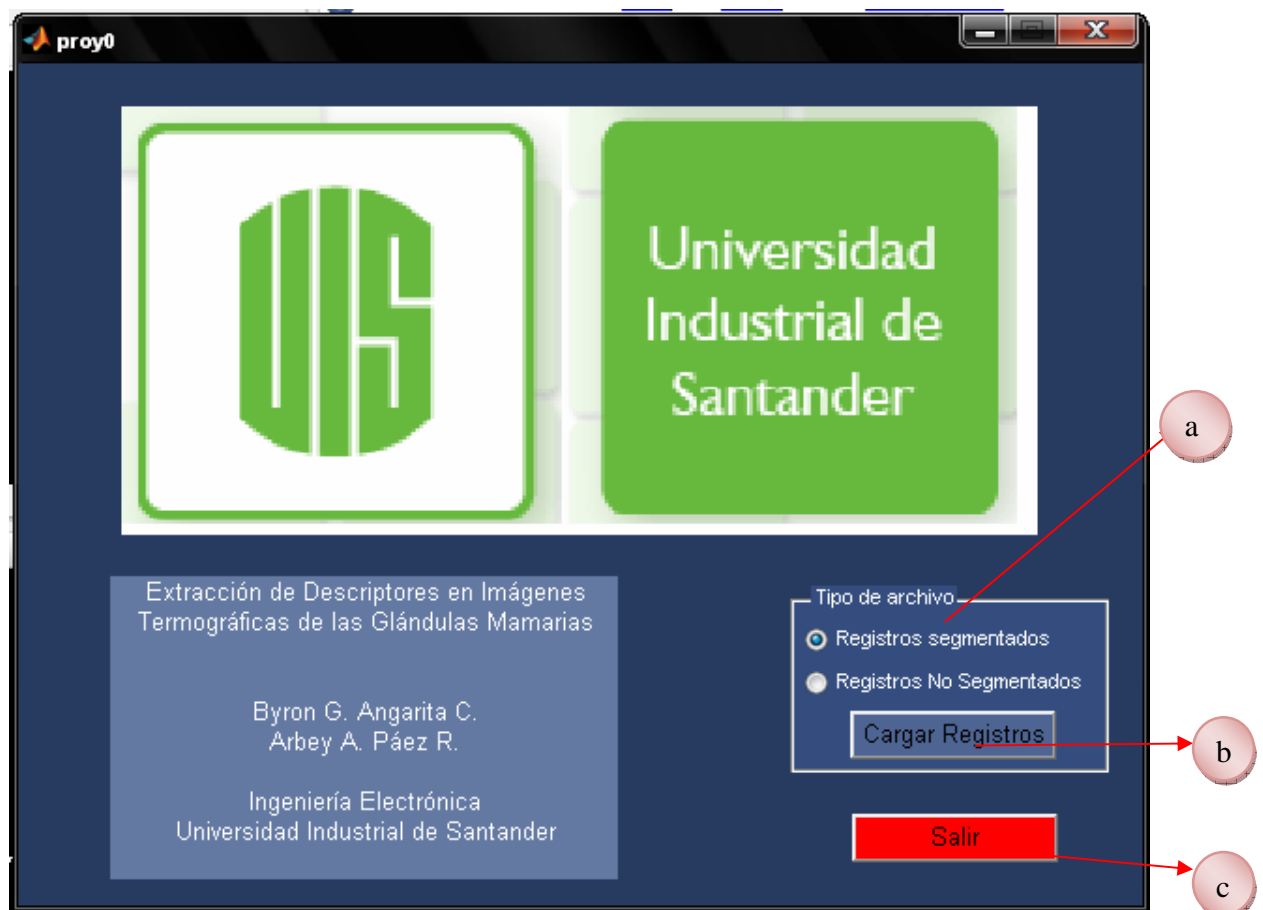 proy0
UIS
Universidad
Industrial de
Santander
a
Extracción de Descriptores en Imágenes
Termográficas de las Glándulas Mamarias
Byron G. Angarita C.
Arbey A. Páez R.
Ingeniería Electrónica
Universidad Industrial de Santander
Tipo de archivo
Registros segmentados
Registros No Segmentados
Cargar Registros
b
Salir
c